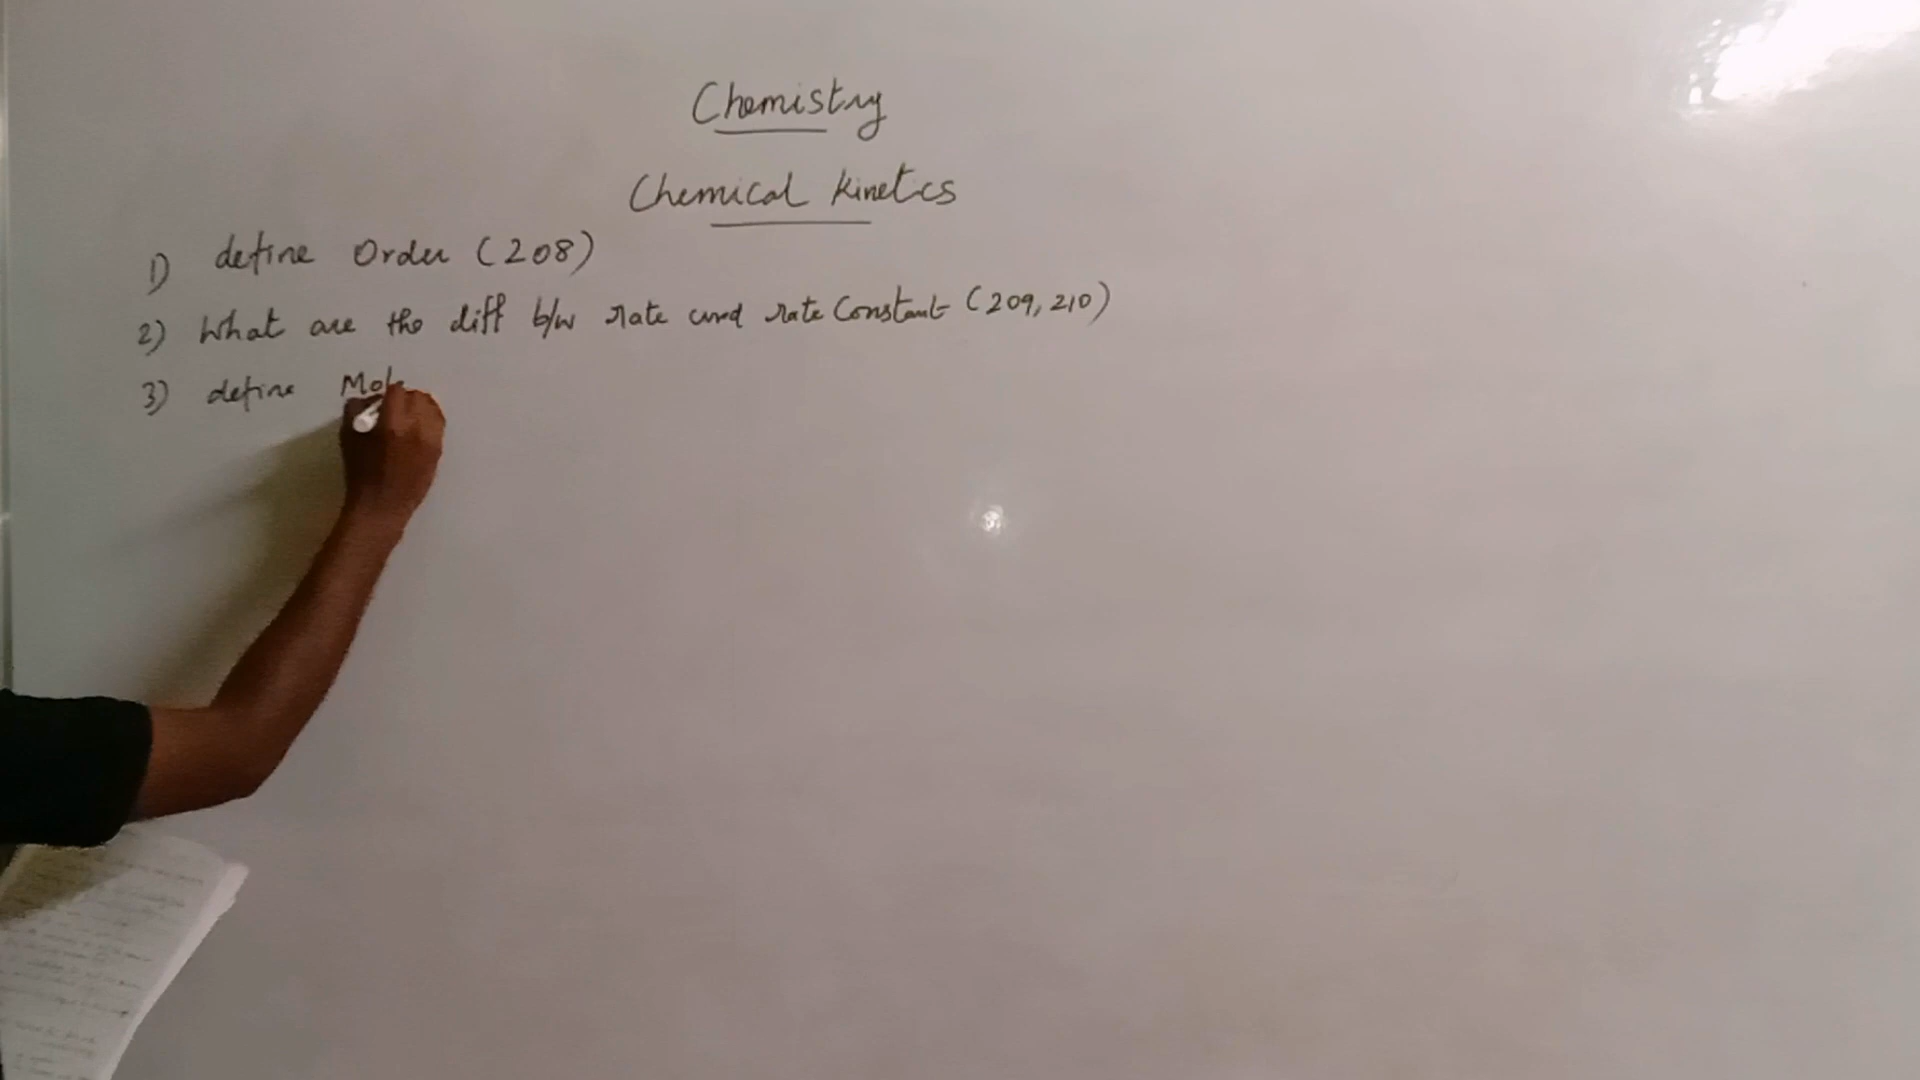 Chemistry
Chemical Kinetics
1) define Order (208)
2) What are the diff b/w rate and rate Constant (209, 210)
3) define Mole